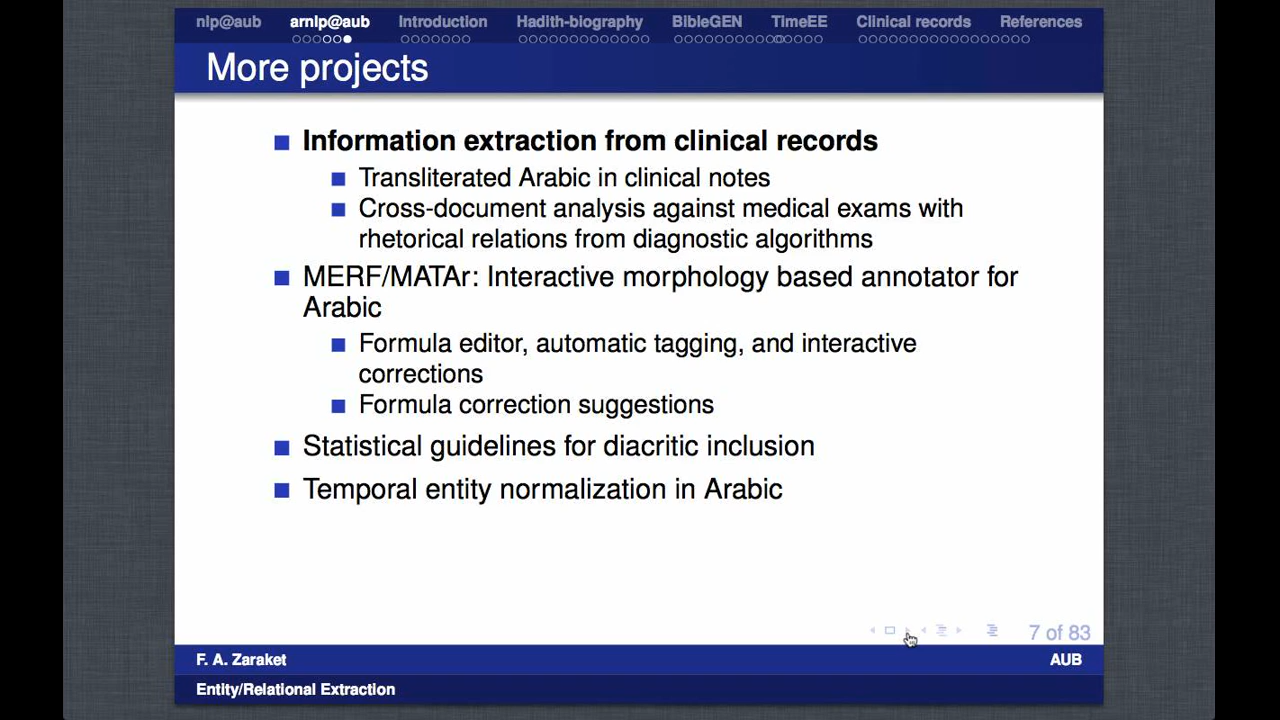 nlp@aub arnlp@aub Introduction Hadith-biography BibleGEN TimeEE Clinical records References
More projects
Information extraction from clinical records
Transliterated Arabic in clinical notes
Cross-document analysis against medical exams with
rhetorical relations from diagnostic algorithms
MERF/MATAr: Interactive morphology based annotator for
Arabic
Formula editor, automatic tagging, and interactive
corrections
Formula correction suggestions
Statistical guidelines for diacritic inclusion
Temporal entity normalization in Arabic
7 of 83
F. A. Zaraket AUB
Entity/Relational Extraction